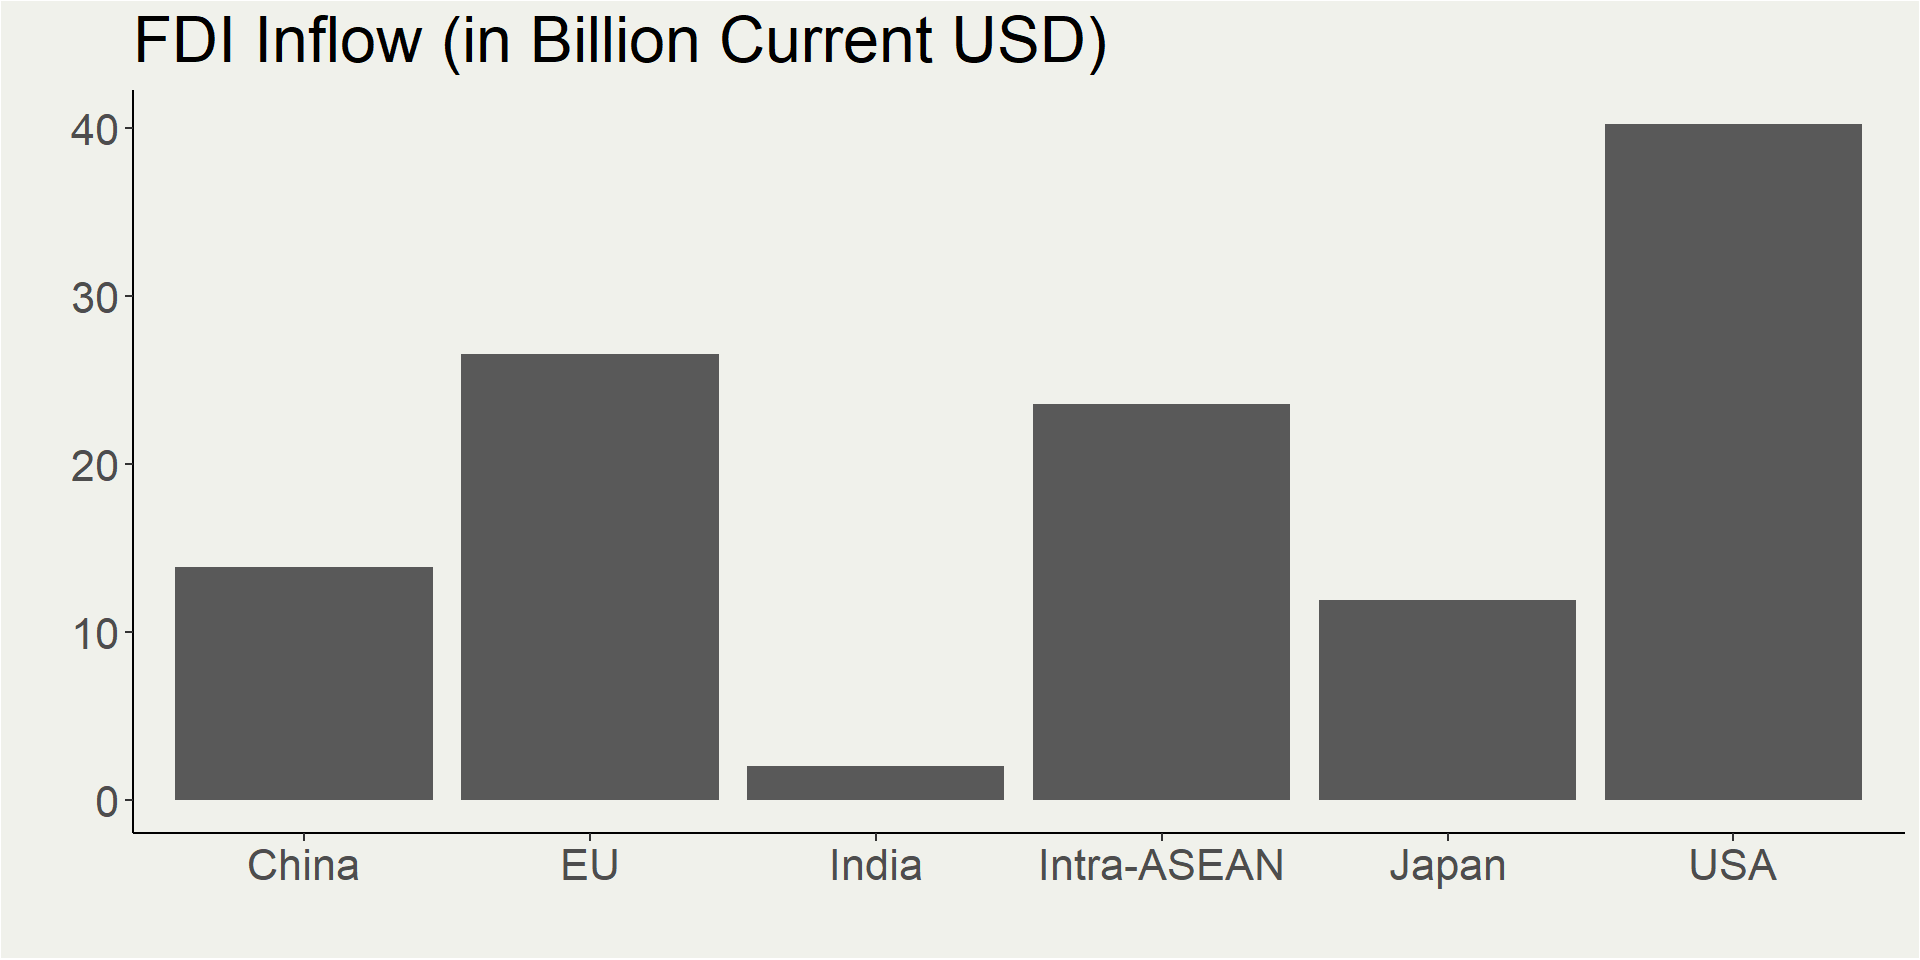 FDI Inflow (in Billion Current USD)
40
30
20
10
0
China EU India Intra-ASEAN Japan USA